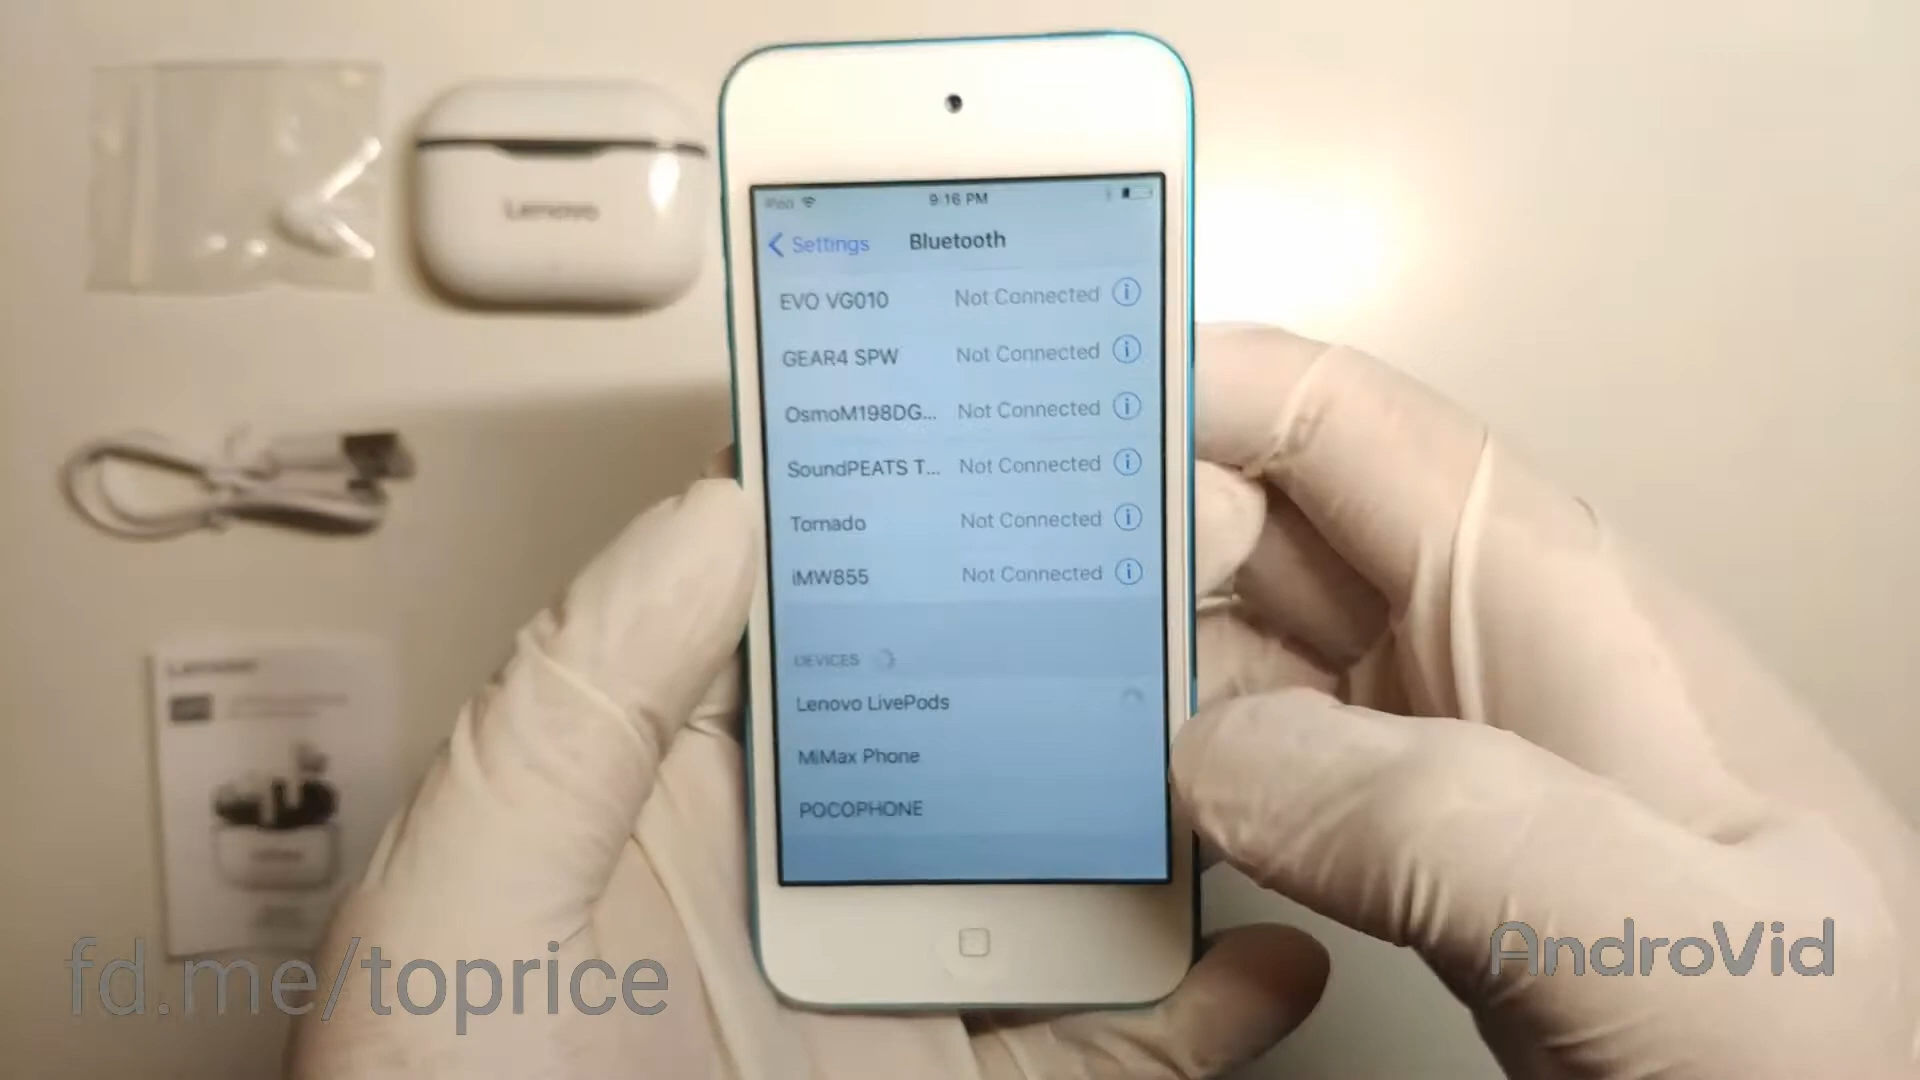 Lenovo
iPod 9:16 PM
Settings Bluetooth
EVO VG010 Not Connected
GEAR4 SPW Not Connected
OsmoM198DG... Not Connected
SoundPEATS T... Not Connected
Tornado Not Connected
iMW855 Not Connected
DEVICES
Lenovo LivePods
MiMax Phone
POCOPHONE
Lenovo
fd.me/toprice
AndroVid